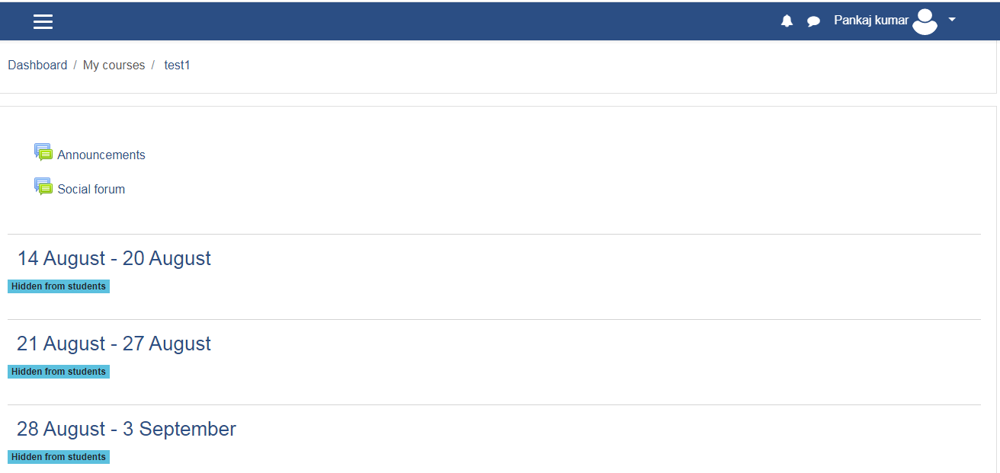 Pankaj kumar
Dashboard / My courses / test1
Announcements
Social forum
14 August - 20 August
Hidden from students
21 August - 27 August
Hidden from students
28 August - 3 September
Hidden from students